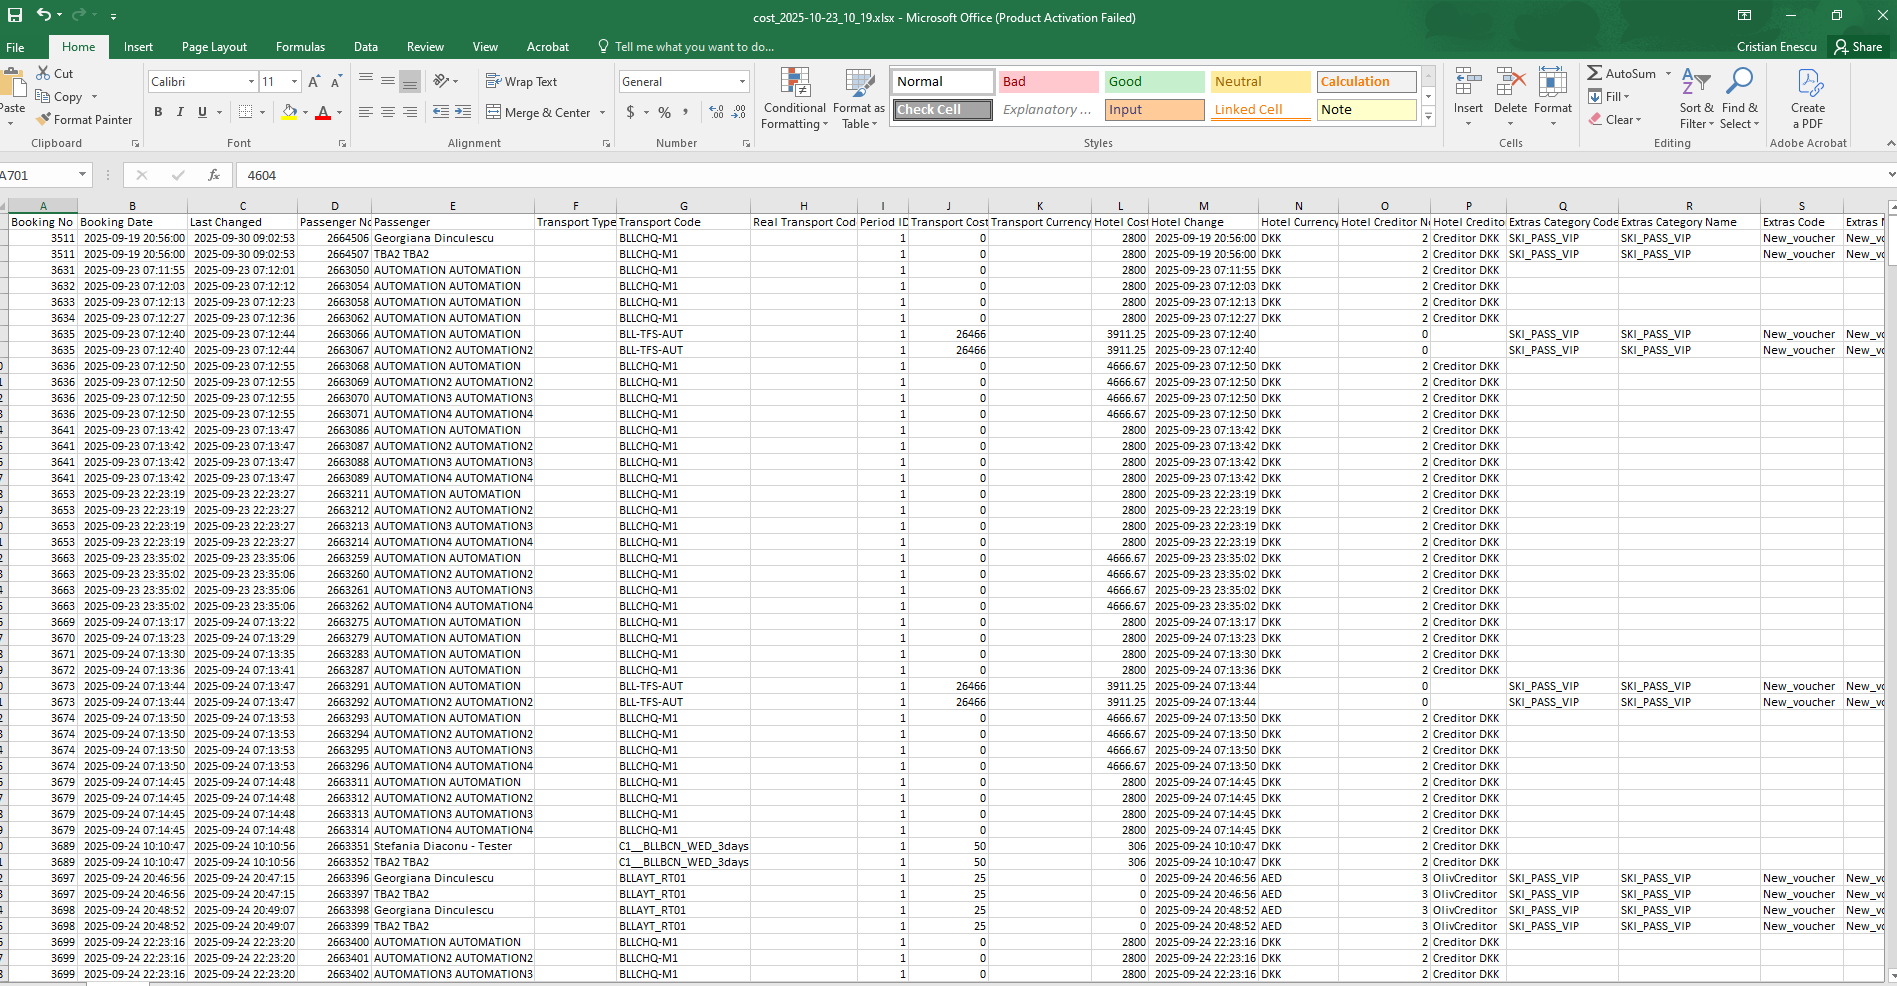 cost_2025-10-23_10_19.xlsx - Microsoft Office (Product Activation Failed)
File Home Insert Page Layout Formulas Data Review View Acrobat Tell me what you want to do... Cristian Enescu Share
Cut Calibri 11 Wrap Text General Normal Bad Good Neutral Calculation AutoSum
Copy Fill
Format Painter B I U A Merge & Center $ % Conditional Formatting Format as Table Check Cell Explanatory ... Input Linked Cell Note Insert Delete Format Clear Sort & Filter Find & Select Create a PDF
Clipboard Font Alignment Number Styles Cells Editing Adobe Acrobat
fx 4604
A B C D E F G H I J K L M N O P Q R S
Booking No Booking Date Last Changed Passenger No Passenger Transport Type Transport Code Real Transport Cod Period ID Transport Cost Transport Currency Hotel Cost Hotel Change Hotel Currency Hotel Creditor No Hotel Credito Extras Category Code Extras Category Name Extras Code Extras
3511 2025-09-19 20:56:00 2025-09-30 09:02:53 2664506 Georgiana Dinculescu BLLCHQ-M1 1 0 2800 2025-09-19 20:56:00 DKK 2 Creditor DKK SKI_PASS_VIP SKI_PASS_VIP New_voucher New_vo
3511 2025-09-19 20:56:00 2025-09-30 09:02:53 2664507 TBA2 TBA2 BLLCHQ-M1 1 0 2800 2025-09-19 20:56:00 DKK 2 Creditor DKK SKI_PASS_VIP SKI_PASS_VIP New_voucher New_vo
3631 2025-09-23 07:11:55 2025-09-23 07:12:01 2663050 AUTOMATION AUTOMATION BLLCHQ-M1 1 0 2800 2025-09-23 07:11:55 DKK 2 Creditor DKK
3632 2025-09-23 07:12:03 2025-09-23 07:12:12 2663054 AUTOMATION AUTOMATION BLLCHQ-M1 1 0 2800 2025-09-23 07:12:03 DKK 2 Creditor DKK
3633 2025-09-23 07:12:13 2025-09-23 07:12:23 2663058 AUTOMATION AUTOMATION BLLCHQ-M1 1 0 2800 2025-09-23 07:12:13 DKK 2 Creditor DKK
3634 2025-09-23 07:12:27 2025-09-23 07:12:36 2663062 AUTOMATION AUTOMATION BLLCHQ-M1 1 0 2800 2025-09-23 07:12:27 DKK 2 Creditor DKK
3635 2025-09-23 07:12:40 2025-09-23 07:12:44 2663066 AUTOMATION AUTOMATION BLL-TFS-AUT 1 26466 3911.25 2025-09-23 07:12:40 0 SKI_PASS_VIP SKI_PASS_VIP New_voucher New_vo
3635 2025-09-23 07:12:40 2025-09-23 07:12:44 2663067 AUTOMATION2 AUTOMATION2 BLL-TFS-AUT 1 26466 3911.25 2025-09-23 07:12:40 0 SKI_PASS_VIP SKI_PASS_VIP New_voucher New_vo
3636 2025-09-23 07:12:50 2025-09-23 07:12:55 2663068 AUTOMATION AUTOMATION BLLCHQ-M1 1 0 4666.67 2025-09-23 07:12:50 DKK 2 Creditor DKK
3636 2025-09-23 07:12:50 2025-09-23 07:12:55 2663069 AUTOMATION2 AUTOMATION2 BLLCHQ-M1 1 0 4666.67 2025-09-23 07:12:50 DKK 2 Creditor DKK
3636 2025-09-23 07:12:50 2025-09-23 07:12:55 2663070 AUTOMATION3 AUTOMATION3 BLLCHQ-M1 1 0 4666.67 2025-09-23 07:12:50 DKK 2 Creditor DKK
3636 2025-09-23 07:12:50 2025-09-23 07:12:55 2663071 AUTOMATION4 AUTOMATION4 BLLCHQ-M1 1 0 4666.67 2025-09-23 07:12:50 DKK 2 Creditor DKK
3641 2025-09-23 07:13:42 2025-09-23 07:13:47 2663086 AUTOMATION AUTOMATION BLLCHQ-M1 1 0 2800 2025-09-23 07:13:42 DKK 2 Creditor DKK
3641 2025-09-23 07:13:42 2025-09-23 07:13:47 2663087 AUTOMATION2 AUTOMATION2 BLLCHQ-M1 1 0 2800 2025-09-23 07:13:42 DKK 2 Creditor DKK
3641 2025-09-23 07:13:42 2025-09-23 07:13:47 2663088 AUTOMATION3 AUTOMATION3 BLLCHQ-M1 1 0 2800 2025-09-23 07:13:42 DKK 2 Creditor DKK
3641 2025-09-23 07:13:42 2025-09-23 07:13:47 2663089 AUTOMATION4 AUTOMATION4 BLLCHQ-M1 1 0 2800 2025-09-23 07:13:42 DKK 2 Creditor DKK
3653 2025-09-23 22:23:19 2025-09-23 22:23:27 2663211 AUTOMATION AUTOMATION BLLCHQ-M1 1 0 2800 2025-09-23 22:23:19 DKK 2 Creditor DKK
3653 2025-09-23 22:23:19 2025-09-23 22:23:27 2663212 AUTOMATION2 AUTOMATION2 BLLCHQ-M1 1 0 2800 2025-09-23 22:23:19 DKK 2 Creditor DKK
3653 2025-09-23 22:23:19 2025-09-23 22:23:27 2663213 AUTOMATION3 AUTOMATION3 BLLCHQ-M1 1 0 2800 2025-09-23 22:23:19 DKK 2 Creditor DKK
3653 2025-09-23 22:23:19 2025-09-23 22:23:27 2663214 AUTOMATION4 AUTOMATION4 BLLCHQ-M1 1 0 2800 2025-09-23 22:23:19 DKK 2 Creditor DKK
3663 2025-09-23 23:35:02 2025-09-23 23:35:06 2663259 AUTOMATION AUTOMATION BLLCHQ-M1 1 0 4666.67 2025-09-23 23:35:02 DKK 2 Creditor DKK
3663 2025-09-23 23:35:02 2025-09-23 23:35:06 2663260 AUTOMATION2 AUTOMATION2 BLLCHQ-M1 1 0 4666.67 2025-09-23 23:35:02 DKK 2 Creditor DKK
3663 2025-09-23 23:35:02 2025-09-23 23:35:06 2663261 AUTOMATION3 AUTOMATION3 BLLCHQ-M1 1 0 4666.67 2025-09-23 23:35:02 DKK 2 Creditor DKK
3663 2025-09-23 23:35:02 2025-09-23 23:35:06 2663262 AUTOMATION4 AUTOMATION4 BLLCHQ-M1 1 0 4666.67 2025-09-23 23:35:02 DKK 2 Creditor DKK
3669 2025-09-24 07:13:17 2025-09-24 07:13:22 2663275 AUTOMATION AUTOMATION BLLCHQ-M1 1 0 2800 2025-09-24 07:13:17 DKK 2 Creditor DKK
3670 2025-09-24 07:13:23 2025-09-24 07:13:29 2663279 AUTOMATION AUTOMATION BLLCHQ-M1 1 0 2800 2025-09-24 07:13:23 DKK 2 Creditor DKK
3671 2025-09-24 07:13:30 2025-09-24 07:13:35 2663283 AUTOMATION AUTOMATION BLLCHQ-M1 1 0 2800 2025-09-24 07:13:30 DKK 2 Creditor DKK
3672 2025-09-24 07:13:36 2025-09-24 07:13:41 2663287 AUTOMATION AUTOMATION BLLCHQ-M1 1 0 2800 2025-09-24 07:13:36 DKK 2 Creditor DKK
3673 2025-09-24 07:13:44 2025-09-24 07:13:47 2663291 AUTOMATION AUTOMATION BLL-TFS-AUT 1 26466 3911.25 2025-09-24 07:13:44 0 SKI_PASS_VIP SKI_PASS_VIP New_voucher New_vo
3673 2025-09-24 07:13:44 2025-09-24 07:13:47 2663292 AUTOMATION2 AUTOMATION2 BLL-TFS-AUT 1 26466 3911.25 2025-09-24 07:13:44 0 SKI_PASS_VIP SKI_PASS_VIP New_voucher New_vo
3674 2025-09-24 07:13:50 2025-09-24 07:13:53 2663293 AUTOMATION AUTOMATION BLLCHQ-M1 1 0 4666.67 2025-09-24 07:13:50 DKK 2 Creditor DKK
3674 2025-09-24 07:13:50 2025-09-24 07:13:53 2663294 AUTOMATION2 AUTOMATION2 BLLCHQ-M1 1 0 4666.67 2025-09-24 07:13:50 DKK 2 Creditor DKK
3674 2025-09-24 07:13:50 2025-09-24 07:13:53 2663295 AUTOMATION3 AUTOMATION3 BLLCHQ-M1 1 0 4666.67 2025-09-24 07:13:50 DKK 2 Creditor DKK
3674 2025-09-24 07:13:50 2025-09-24 07:13:53 2663296 AUTOMATION4 AUTOMATION4 BLLCHQ-M1 1 0 4666.67 2025-09-24 07:13:50 DKK 2 Creditor DKK
3679 2025-09-24 07:14:45 2025-09-24 07:14:48 2663311 AUTOMATION AUTOMATION BLLCHQ-M1 1 0 2800 2025-09-24 07:14:45 DKK 2 Creditor DKK
3679 2025-09-24 07:14:45 2025-09-24 07:14:48 2663312 AUTOMATION2 AUTOMATION2 BLLCHQ-M1 1 0 2800 2025-09-24 07:14:45 DKK 2 Creditor DKK
3679 2025-09-24 07:14:45 2025-09-24 07:14:48 2663313 AUTOMATION3 AUTOMATION3 BLLCHQ-M1 1 0 2800 2025-09-24 07:14:45 DKK 2 Creditor DKK
3679 2025-09-24 07:14:45 2025-09-24 07:14:48 2663314 AUTOMATION4 AUTOMATION4 BLLCHQ-M1 1 0 2800 2025-09-24 07:14:45 DKK 2 Creditor DKK
3689 2025-09-24 10:10:47 2025-09-24 10:10:56 2663351 Stefania Diaconu - Tester C1__BLLBCN_WED_3days 1 50 306 2025-09-24 10:10:47 DKK 2 Creditor DKK
3689 2025-09-24 10:10:47 2025-09-24 10:10:56 2663352 TBA2 TBA2 C1__BLLBCN_WED_3days 1 50 306 2025-09-24 10:10:47 DKK 2 Creditor DKK
3697 2025-09-24 20:46:56 2025-09-24 20:47:15 2663396 Georgiana Dinculescu BLLAYT_RT01 1 25 0 2025-09-24 20:46:56 AED 3 OlivCreditor SKI_PASS_VIP SKI_PASS_VIP New_voucher New_vo
3697 2025-09-24 20:46:56 2025-09-24 20:47:15 2663397 TBA2 TBA2 BLLAYT_RT01 1 25 0 2025-09-24 20:46:56 AED 3 OlivCreditor SKI_PASS_VIP SKI_PASS_VIP New_voucher New_vo
3698 2025-09-24 20:48:52 2025-09-24 20:49:07 2663398 Georgiana Dinculescu BLLAYT_RT01 1 25 0 2025-09-24 20:48:52 AED 3 OlivCreditor SKI_PASS_VIP SKI_PASS_VIP New_voucher New_vo
3698 2025-09-24 20:48:52 2025-09-24 20:49:07 2663399 TBA2 TBA2 BLLAYT_RT01 1 25 0 2025-09-24 20:48:52 AED 3 OlivCreditor SKI_PASS_VIP SKI_PASS_VIP New_voucher New_vo
3699 2025-09-24 22:23:16 2025-09-24 22:23:20 2663400 AUTOMATION AUTOMATION BLLCHQ-M1 1 0 2800 2025-09-24 22:23:16 DKK 2 Creditor DKK
3699 2025-09-24 22:23:16 2025-09-24 22:23:20 2663401 AUTOMATION2 AUTOMATION2 BLLCHQ-M1 1 0 2800 2025-09-24 22:23:16 DKK 2 Creditor DKK
3699 2025-09-24 22:23:16 2025-09-24 22:23:20 2663402 AUTOMATION3 AUTOMATION3 BLLCHQ-M1 1 0 2800 2025-09-24 22:23:16 DKK 2 Creditor DKK